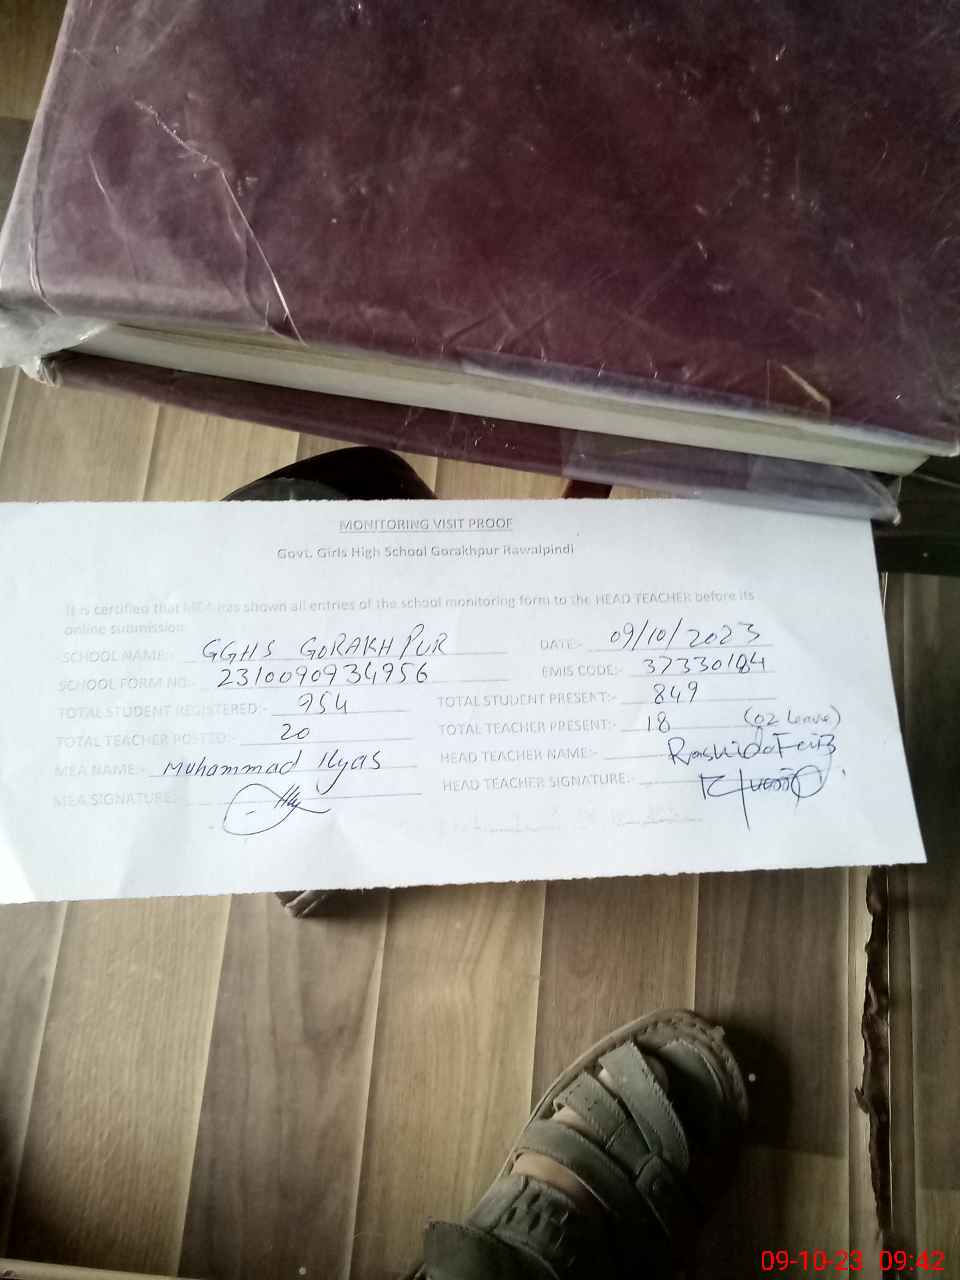 MONITORING VISIT PROOF
Govt. Girls High School Gorakhpur Rawalpindi
It is certified that MEA has shown all entries of the school monitoring form to the HEAD TEACHER before its
online submission
SCHOOL NAME:- GGHS GORAKHPUR DATE:- 09/10/2023
SCHOOL FORM NO:- 2310090934956 EMIS CODE:- 37330184
TOTAL STUDENT REGISTERED:- 954 TOTAL STUDENT PRESENT:- 849
TOTAL TEACHER POSTED:- 20 TOTAL TEACHER PRESENT:- 18 (02 leave)
MEA NAME:- Muhammad Ilyas HEAD TEACHER NAME:- Rashida Faiz
MEA SIGNATURE:- HEAD TEACHER SIGNATURE:-
09-10-23 09:42